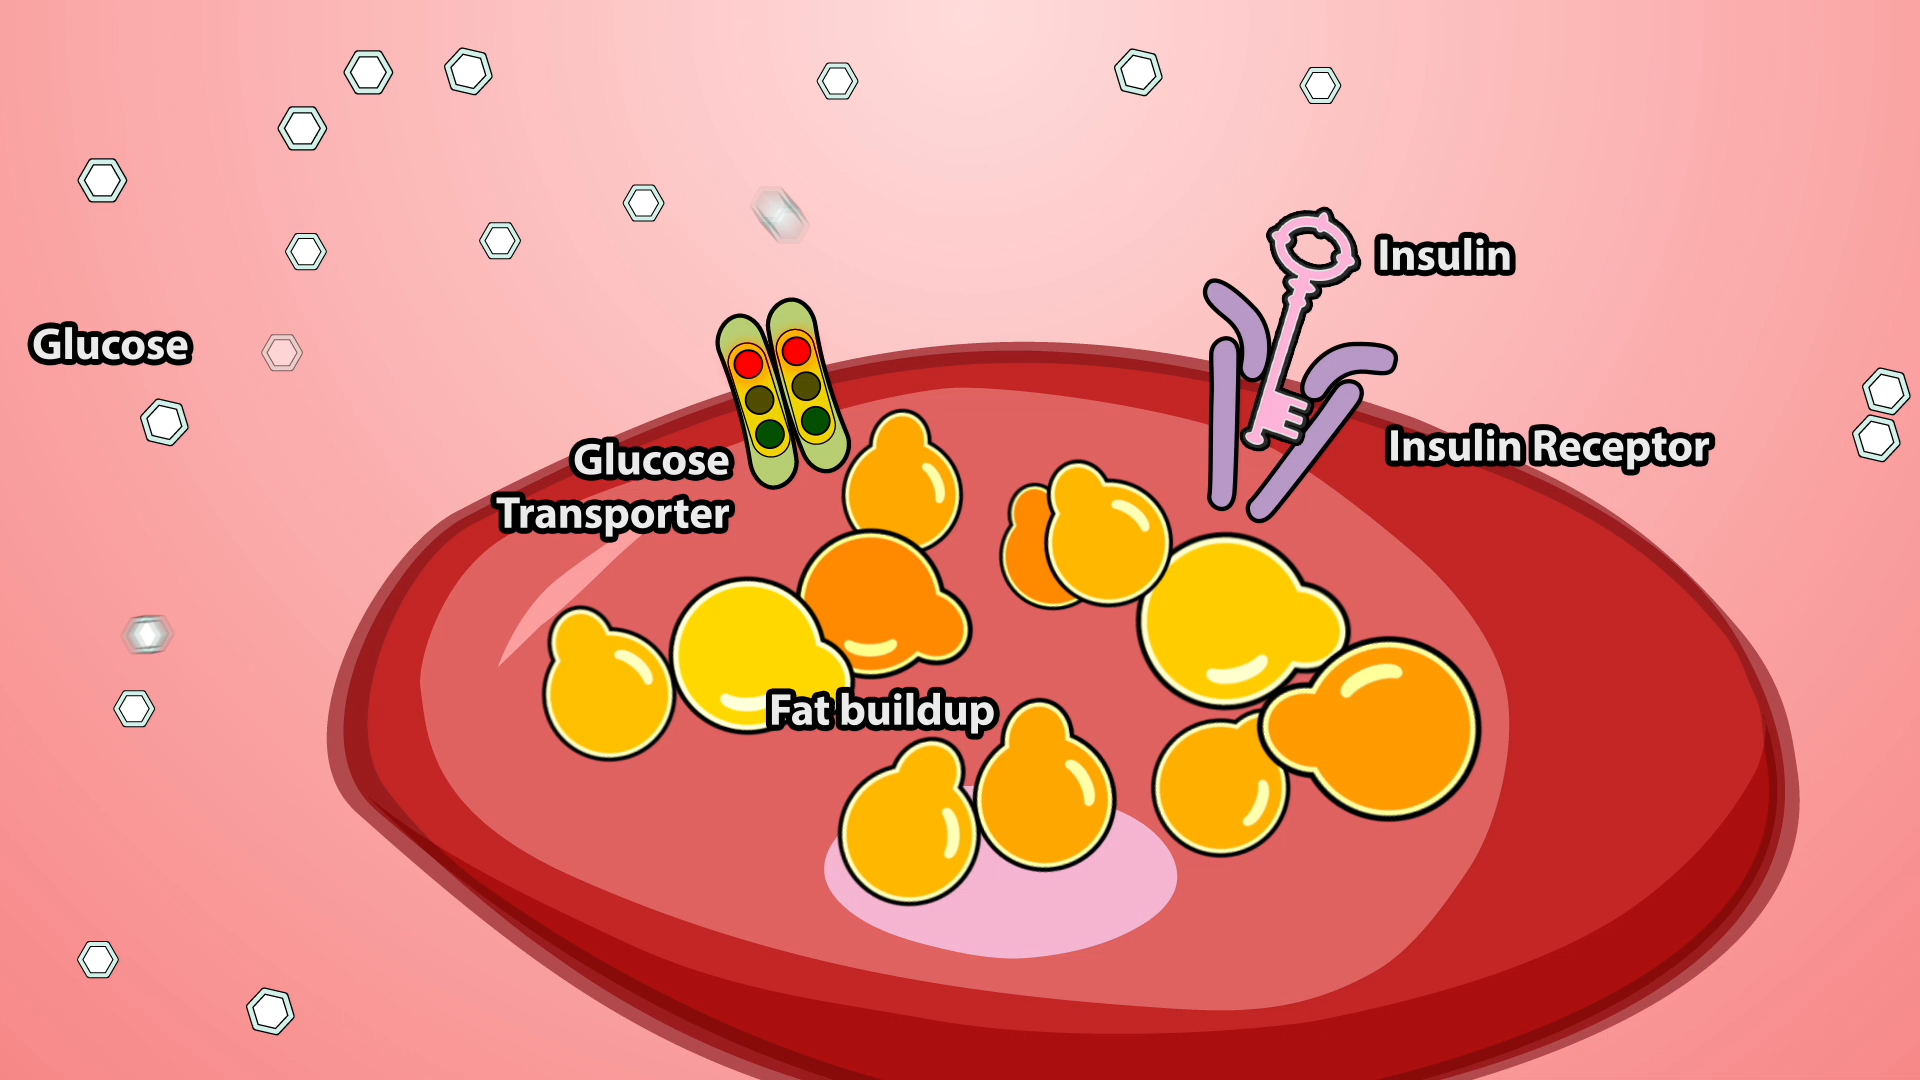 Insulin
Glucose
Insulin Receptor
Glucose
Transporter
Fat buildup